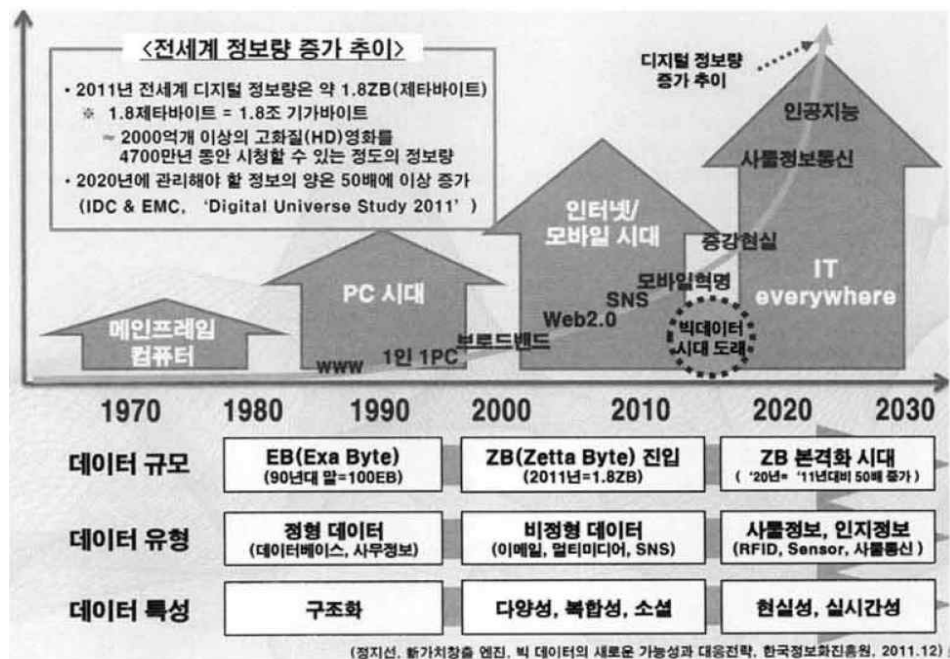 <전세계 정보량 증가 추이>
• 2011년 전세계 디지털 정보량은 약 1.8ZB(제타바이트)
※ 1.8제타바이트 = 1.8조 기가바이트
~ 2000억개 이상의 고화질(HD)영화를
4700만년 동안 시청할 수 있는 정도의 정보량
• 2020년에 관리해야 할 정보의 양은 50배에 이상 증가
(IDC & EMC, ‘Digital Universe Study 2011’)
디지털 정보량
증가 추이
인공지능
사물정보통신
인터넷/
모바일 시대
증강현실
PC 시대
모바일혁명
IT
everywhere
SNS
Web2.0
빅데이터
시대 도래
메인프레임
컴퓨터
브로드밴드
1인 1PC
www
1970 1980 1990 2000 2010 2020 2030
데이터 규모
EB(Exa Byte)
(90년대 말=100EB)
ZB(Zetta Byte) 진입
(2011년=1.8ZB)
ZB 본격화 시대
( ‘20년= ‘11년대비 50배 증가 )
데이터 유형
정형 데이터
(데이터베이스, 사무정보)
비정형 데이터
(이메일, 멀티미디어, SNS)
사물정보, 인지정보
(RFID, Sensor, 사물통신 )
데이터 특성
구조화
다양성, 복합성, 소셜
현실성, 실시간성
(정지선, 新가치창출 엔진, 빅 데이터의 새로운 가능성과 대응전략, 한국정보화진흥원, 2011.12)